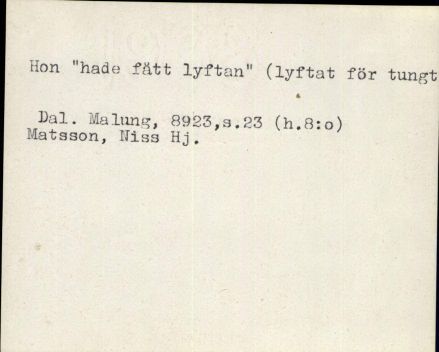 Hon "hade fått lyftan" (lyftat för tungt
Dal. Malung, 8923,s.23 (h.8:o)
Matsson, Niss Hj.